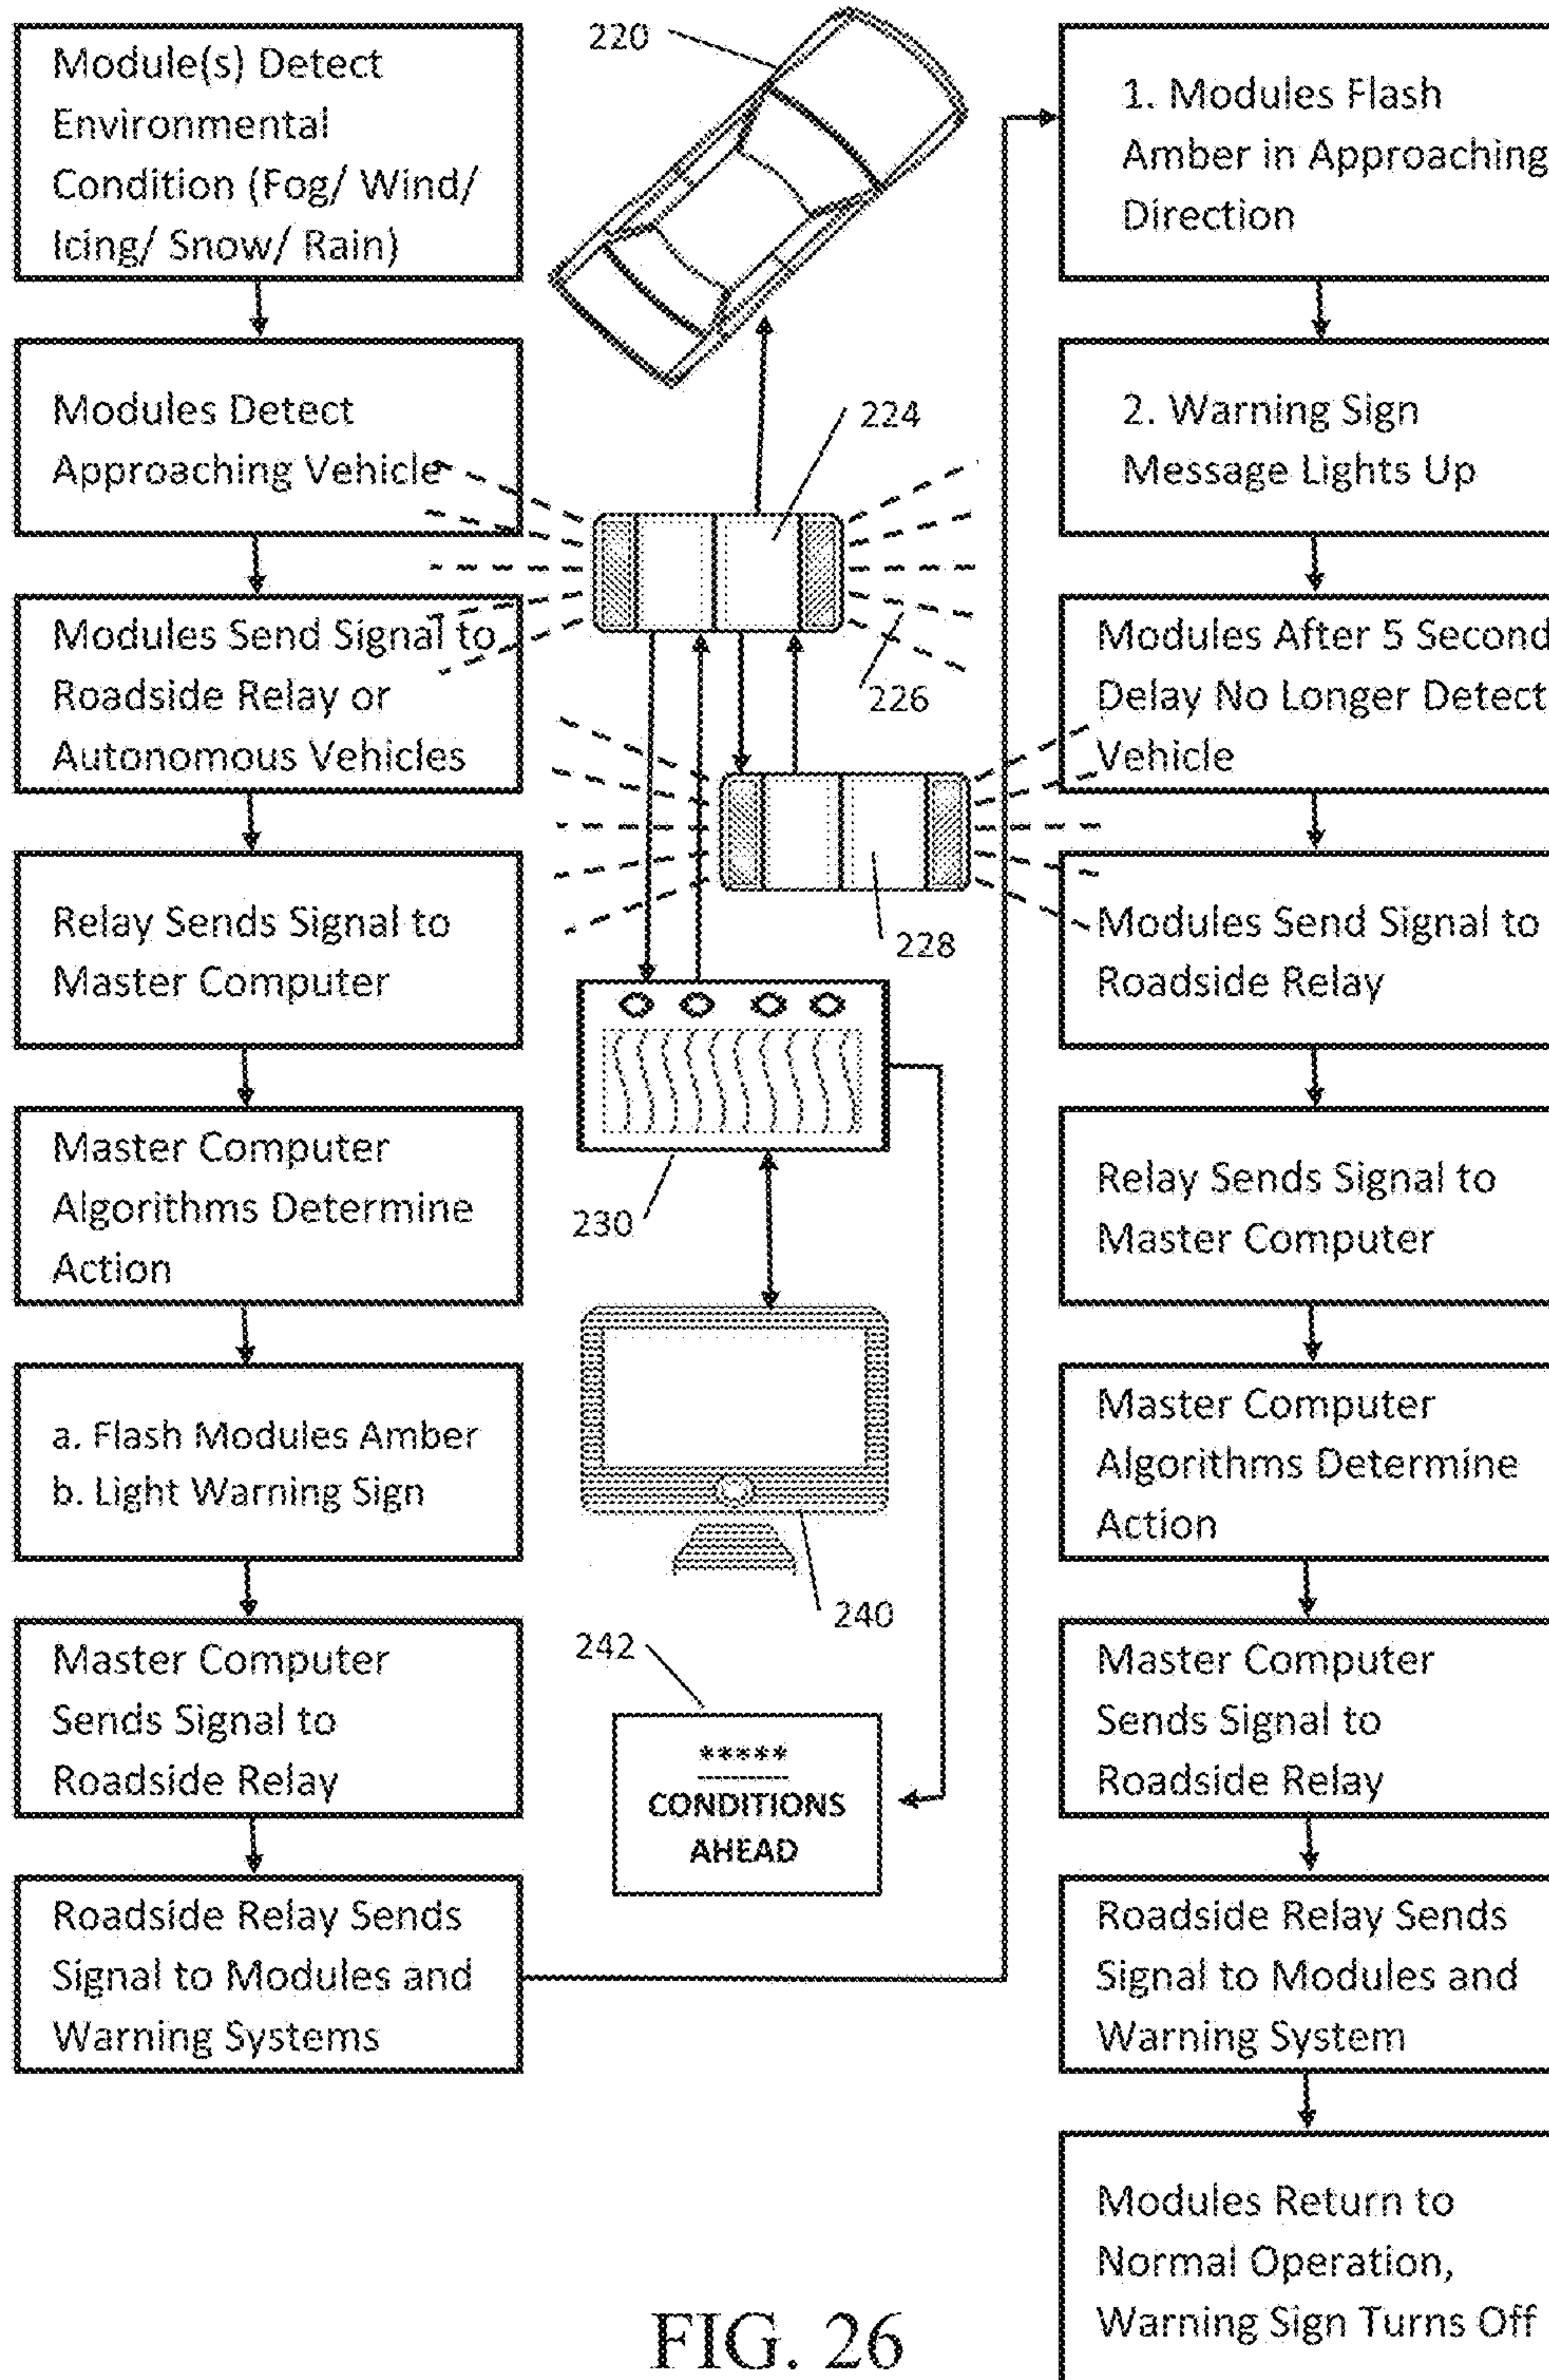 Module(s) Detect
Environmental
Condition (Fog/ Wind/
Icing/ Snow/ Rain)
Modules Detect
Approaching Vehicle
Modules Send Signal to
Roadside Relay or
Autonomous Vehicles
Relay Sends Signal to
Master Computer
Master Computer
Algorithms Determine
Action
a. Flash Modules Amber
b. Light Warning Sign
Master Computer
Sends Signal to
Roadside Relay
Roadside Relay Sends
Signal to Modules and
Warning Systems
220
224
226
228
230
240
242
*****
CONDITIONS
AHEAD
1. Modules Flash
Amber in Approaching
Direction
2. Warning Sign
Message Lights Up
Modules After 5 Second
Delay No Longer Detect
Vehicle
Modules Send Signal to
Roadside Relay
Relay Sends Signal to
Master Computer
Master Computer
Algorithms Determine
Action
Master Computer
Sends Signal to
Roadside Relay
Roadside Relay Sends
Signal to Modules and
Warning System
Modules Return to
Normal Operation,
Warning Sign Turns Off
FIG. 26